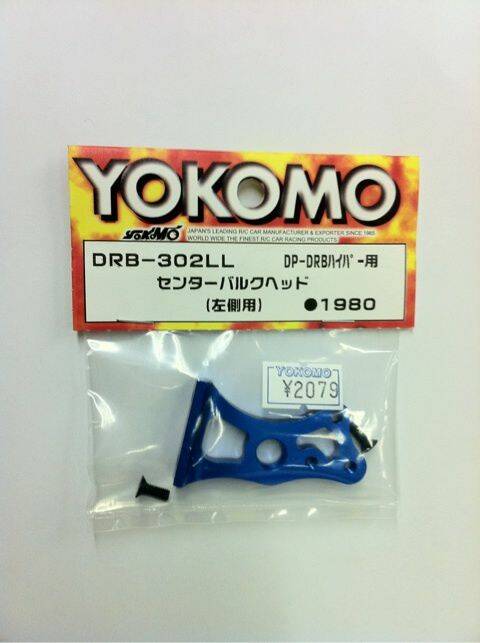 YOKOMO
YOKOMO
JAPAN'S LEADING R/C CAR MANUFACTURER & EXPORTER SINCE 1965
WORLD WIDE THE FINEST R/C CAR RACING PRODUCTS
DRB-302LL DP-DRBハイパー用
センターバルクヘッド
(左側用) ●1980
YOKOMO
¥2079